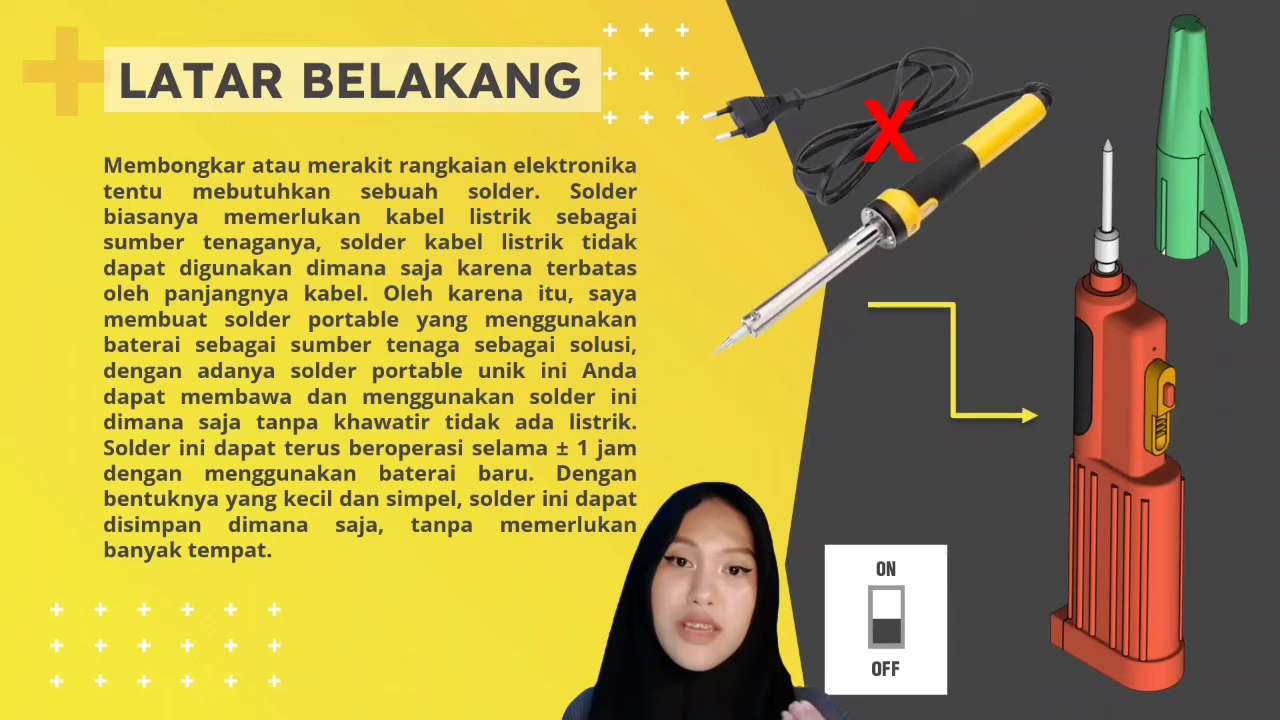 LATAR BELAKANG
Membongkar atau merakit rangkaian elektronika
tentu mebutuhkan sebuah solder. Solder
biasanya memerlukan kabel listrik sebagai
sumber tenaganya, solder kabel listrik tidak
dapat digunakan dimana saja karena terbatas
oleh panjangnya kabel. Oleh karena itu, saya
membuat solder portable yang menggunakan
baterai sebagai sumber tenaga sebagai solusi,
dengan adanya solder portable unik ini Anda
dapat membawa dan menggunakan solder ini
dimana saja tanpa khawatir tidak ada listrik.
Solder ini dapat terus beroperasi selama ± 1 jam
dengan menggunakan baterai baru. Dengan
bentuknya yang kecil dan simpel, solder ini dapat
disimpan dimana saja, tanpa memerlukan
banyak tempat.
X
ON
OFF